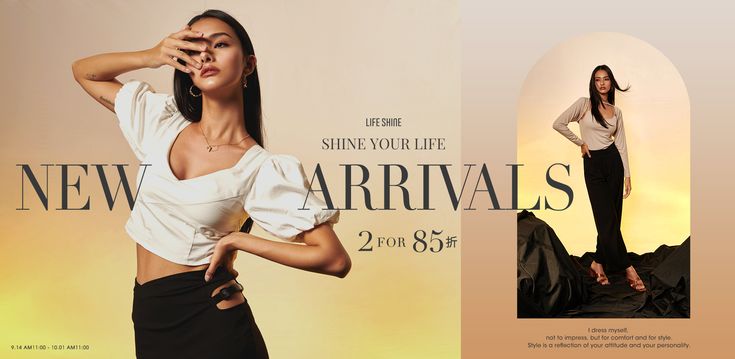 LIFE SHINE
SHINE YOUR LIFE
NEW ARRIVALS
2 FOR 85折
9.14 AM11:00 - 10.01 AM11:00
I dress myself,
not to impress, but for comfort and for style.
Style is a reflection of your attitude and your personality.